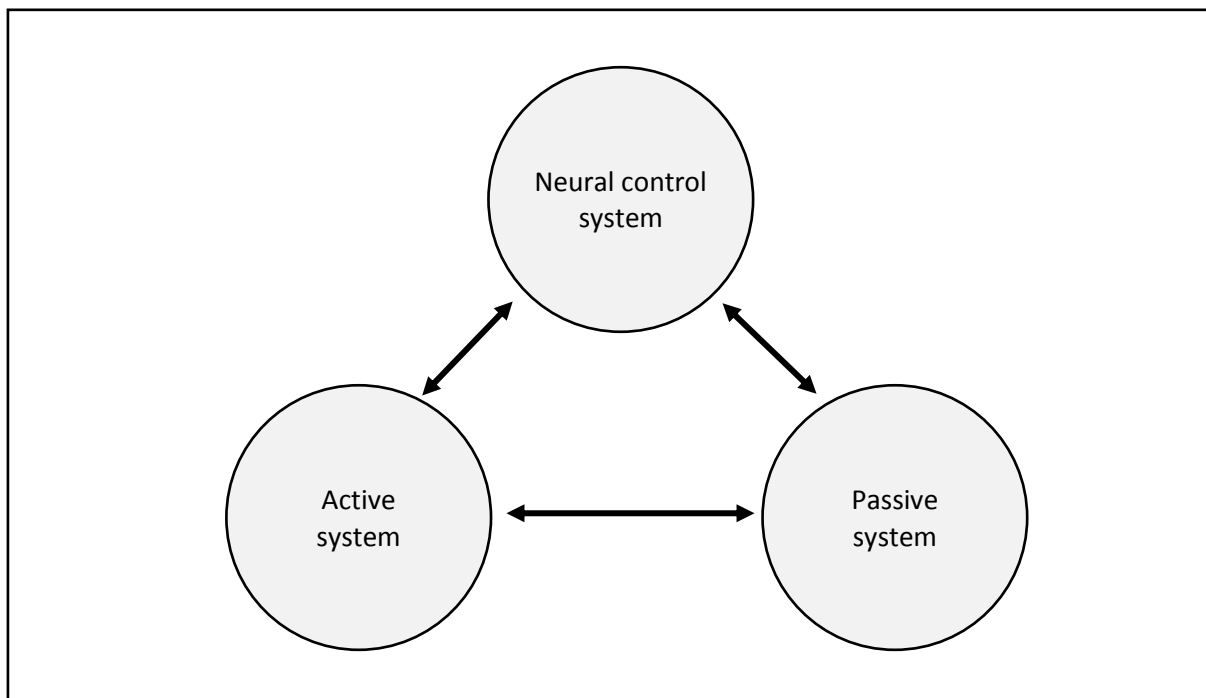 Neural control
system
Active
system
Passive
system